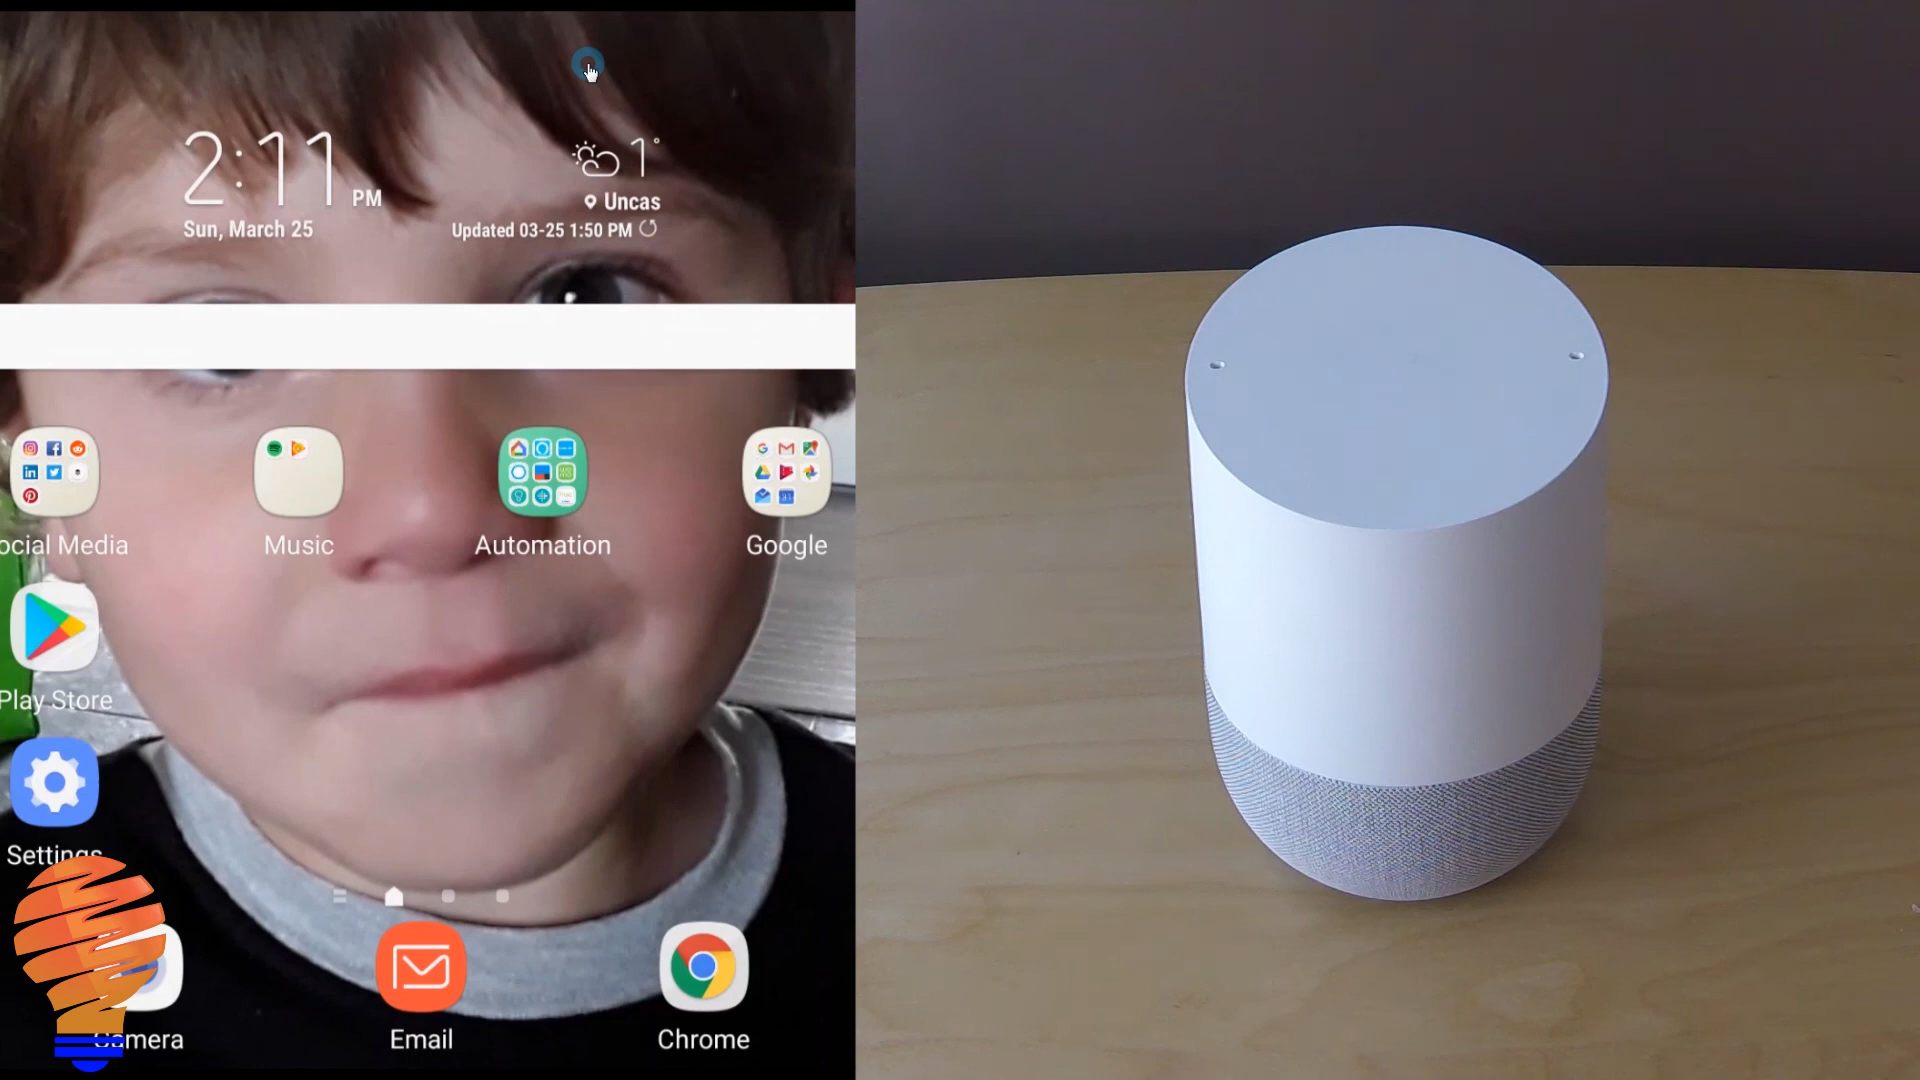 2:11 PM
1°
Uncas
Sun, March 25
Updated 03-25 1:50 PM
ocial Media
Music
Automation
Google
Play Store
Settings
Camera
Email
Chrome